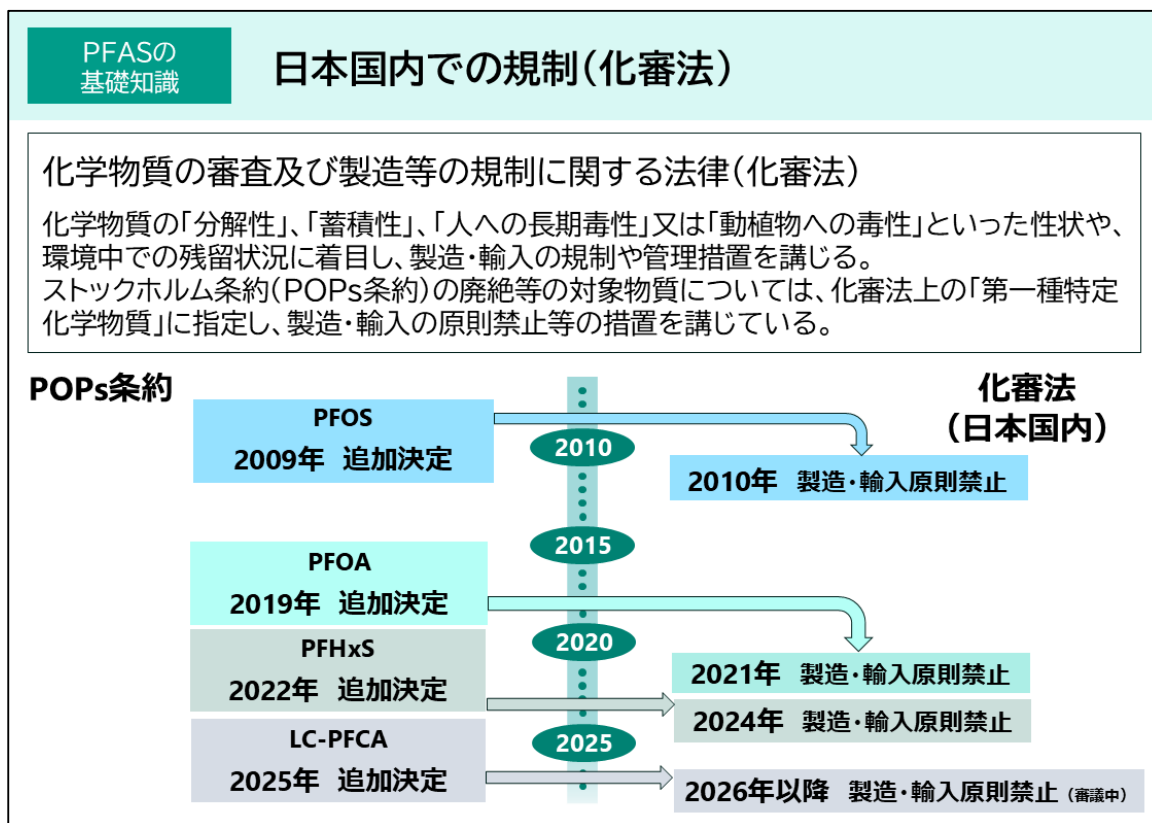 PFASの
基礎知識
日本国内での規制(化審法)
化学物質の審査及び製造等の規制に関する法律(化審法)
化学物質の「分解性」、「蓄積性」、「人への長期毒性」又は「動植物への毒性」といった性状や、
環境中での残留状況に着目し、製造・輸入の規制や管理措置を講じる。
ストックホルム条約(POPs条約)の廃絶等の対象物質については、化審法上の「第一種特定
化学物質」に指定し、製造・輸入の原則禁止等の措置を講じている。
POPs条約
化審法
(日本国内)
PFOS
2009年 追加決定
2010
2010年 製造・輸入原則禁止
2015
PFOA
2019年 追加決定
2020
PFHxS
2022年 追加決定
2021年 製造・輸入原則禁止
2024年 製造・輸入原則禁止
LC-PFCA
2025年 追加決定
2025
2026年以降 製造・輸入原則禁止(審議中)